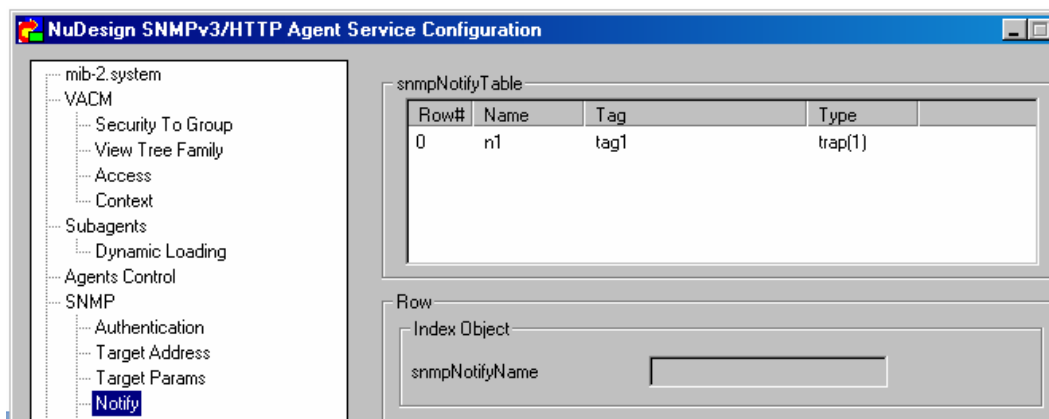 NuDesign SNMPv3/HTTP Agent Service Configuration
mib-2.system
VACM
Security To Group
View Tree Family
Access
Context
Subagents
Dynamic Loading
Agents Control
SNMP
Authentication
Target Address
Target Params
Notify
snmpNotifyTable
Row# Name Tag Type
0 n1 tag1 trap(1)
Row
Index Object
snmpNotifyName